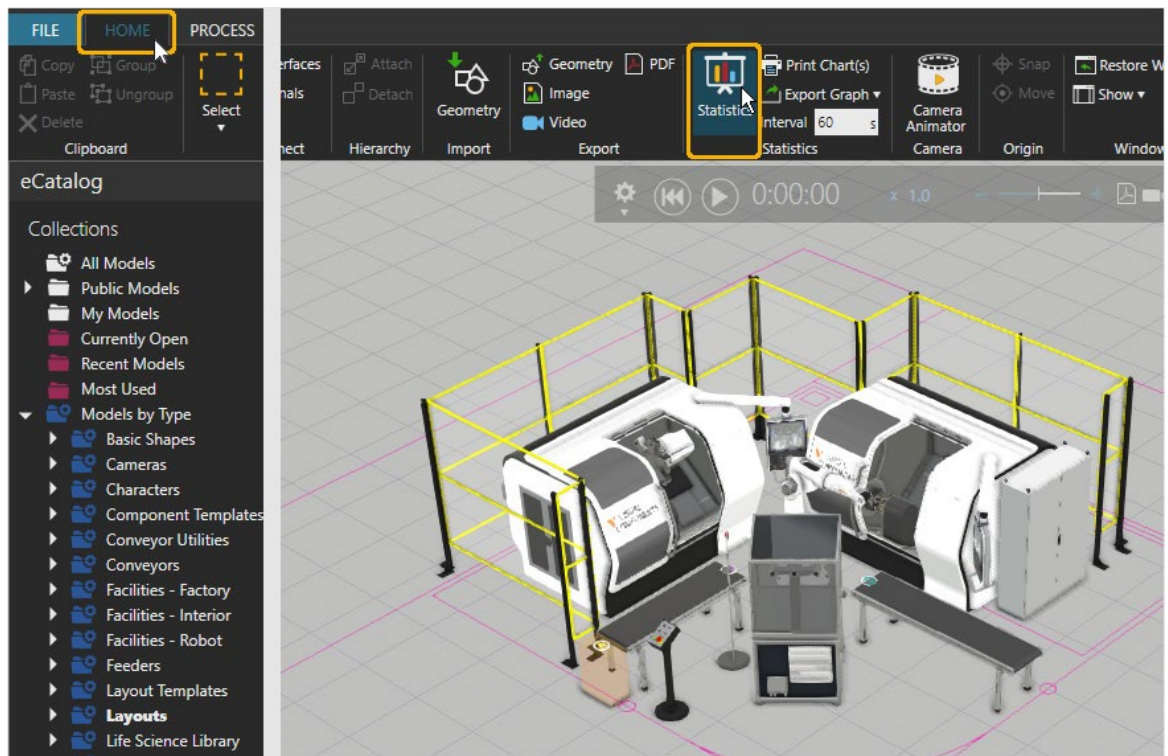 FILE HOME PROCESS
Copy Group
Paste Ungroup
Delete
Clipboard
Select
erfaces
nals
nect
Attach
Detach
Hierarchy
Geometry
Import
Geometry PDF
Image
Video
Export
Statistics
Print Chart(s)
Export Graph
Interval 60 s
Statistics
Camera
Animator
Camera
Snap
Move
Origin
Restore W
Show
Window
eCatalog
Collections
All Models
Public Models
My Models
Currently Open
Recent Models
Most Used
Models by Type
Basic Shapes
Cameras
Characters
Component Templates
Conveyor Utilities
Conveyors
Facilities - Factory
Facilities - Interior
Facilities - Robot
Feeders
Layout Templates
Layouts
Life Science Library
0:00:00 x 1.0